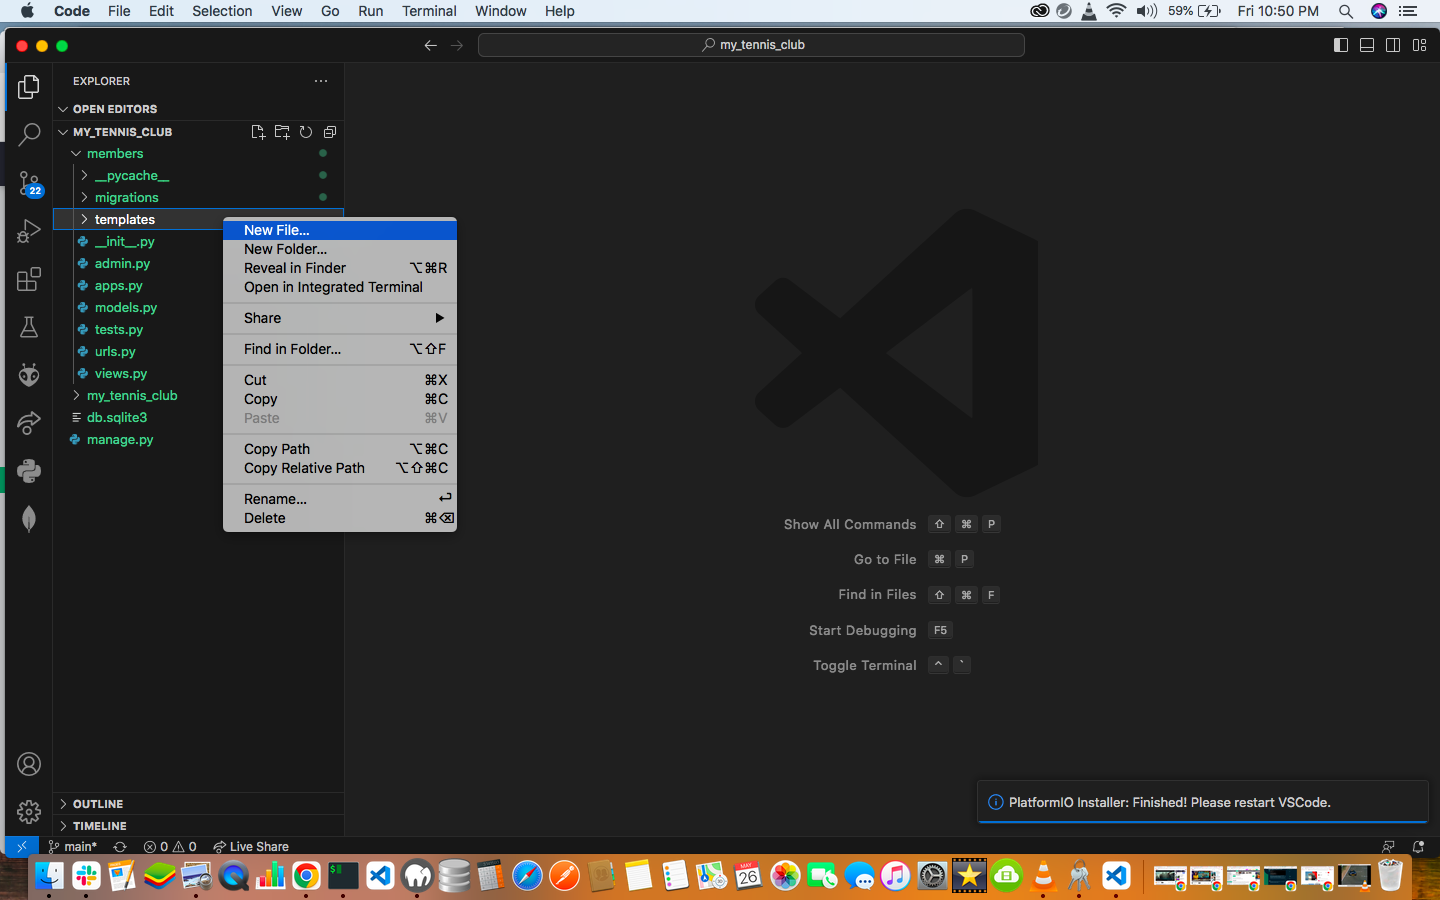 Code File Edit Selection View Go Run Terminal Window Help 59% Fri 10:50 PM
my_tennis_club
EXPLORER
OPEN EDITORS
MY_TENNIS_CLUB
members
__pycache__
migrations
templates
__init__.py
admin.py
apps.py
models.py
tests.py
urls.py
views.py
my_tennis_club
db.sqlite3
manage.py
22
New File...
New Folder...
Reveal in Finder ⌥⌘R
Open in Integrated Terminal
Share
Find in Folder... ⌥⇧F
Cut ⌘X
Copy ⌘C
Paste ⌘V
Copy Path ⌥⌘C
Copy Relative Path ⌥⇧⌘C
Rename... ↩
Delete ⌘⌫
Show All Commands ⇧ ⌘ P
Go to File ⌘ P
Find in Files ⇧ ⌘ F
Start Debugging F5
Toggle Terminal ^ `
PlatformIO Installer: Finished! Please restart VSCode.
OUTLINE
TIMELINE
main* 0 0 Live Share
MAY
26